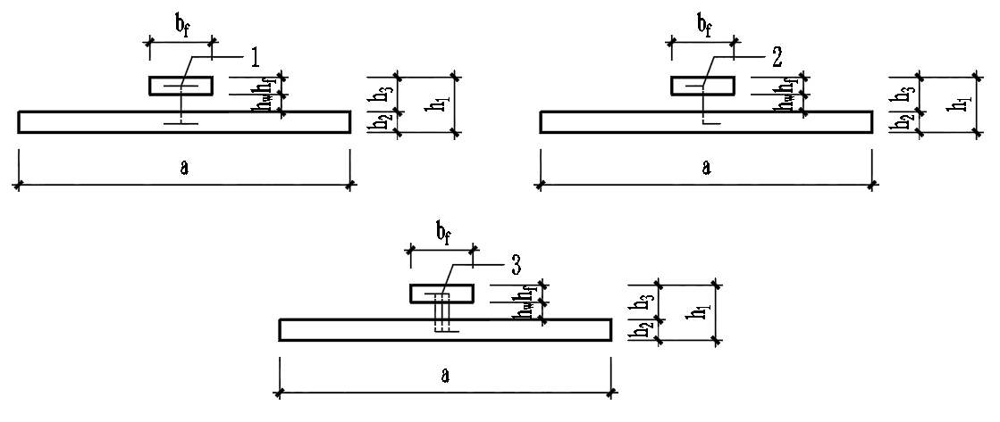 b_f b_f
1 2
h_w h_f h_3 h_1 h_w h_f h_3 h_1
h_2 h_2
a a
b_f
3
h_w h_f h_3 h_1
h_2
a